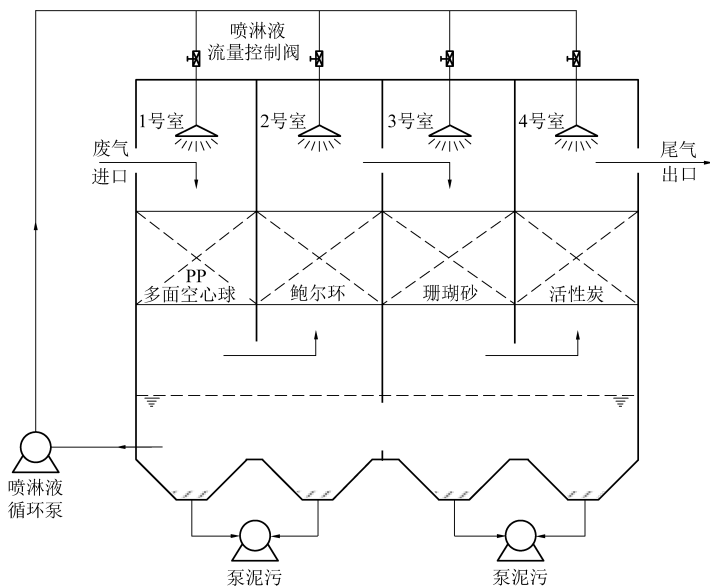 喷淋液
流量控制阀
1号室
2号室
3号室
4号室
废气
进口
尾气
出口
PP
多面空心球
鲍尔环
珊瑚砂
活性炭
喷淋液
循环泵
泵泥污
泵泥污